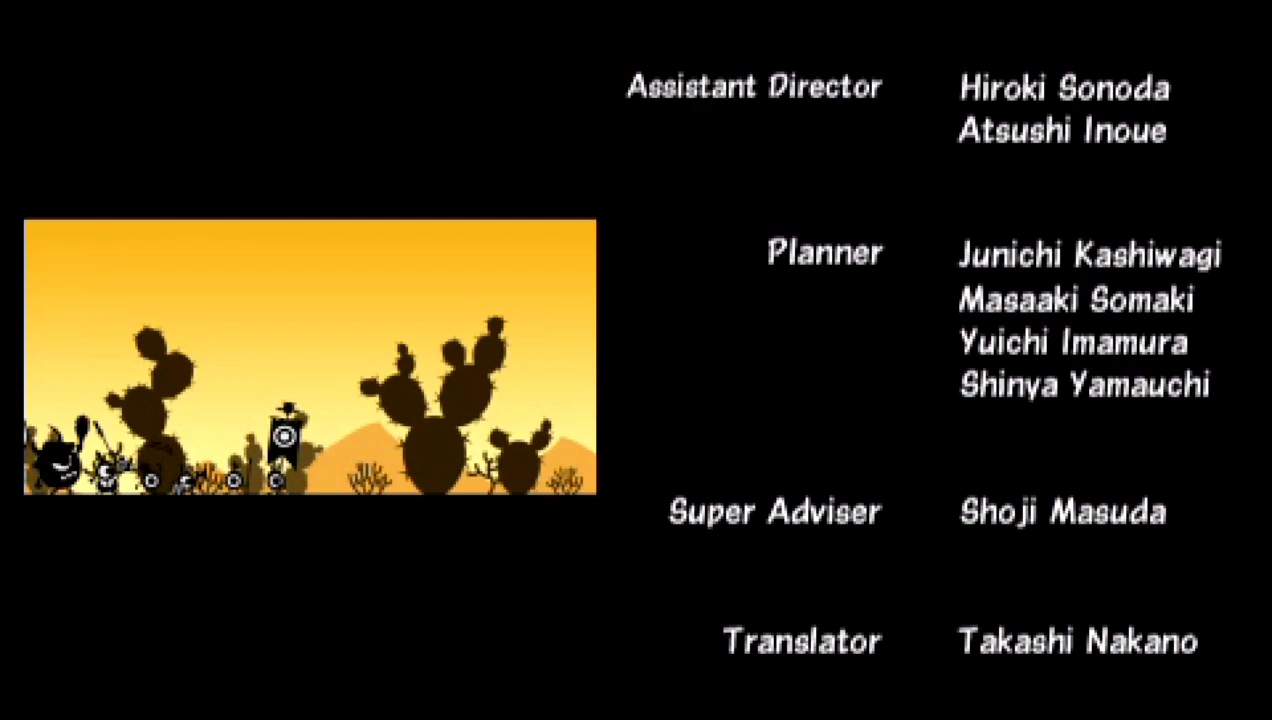 Assistant Director Hiroki Sonoda
Atsushi Inoue
Planner Junichi Kashiwagi
Masaaki Somaki
Yuichi Imamura
Shinya Yamauchi
Super Adviser Shoji Masuda
Translator Takashi Nakano